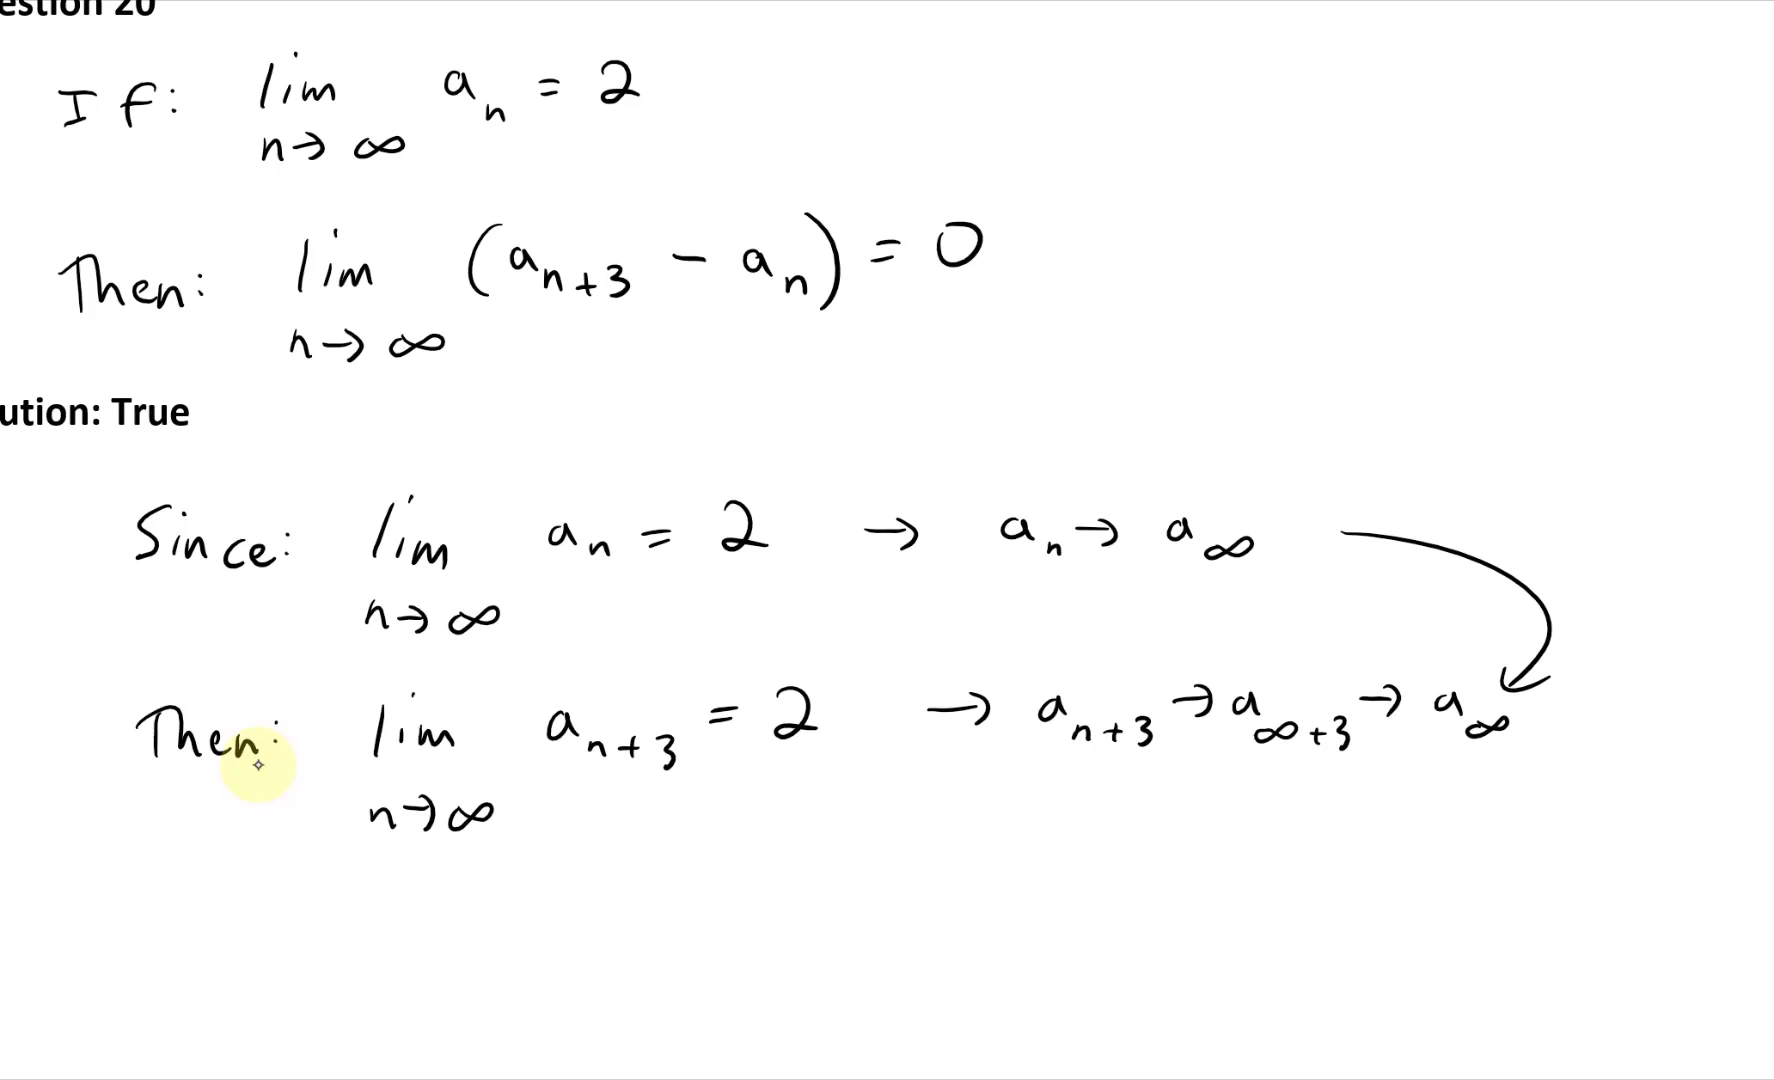 estion 20
If: lim a_n = 2
n→∞
Then: lim (a_{n+3} - a_n) = 0
n→∞
ution: True
Since: lim a_n = 2 → a_n → a_∞
n→∞
Then: lim a_{n+3} = 2 → a_{n+3} → a_{∞+3} → a_∞
n→∞